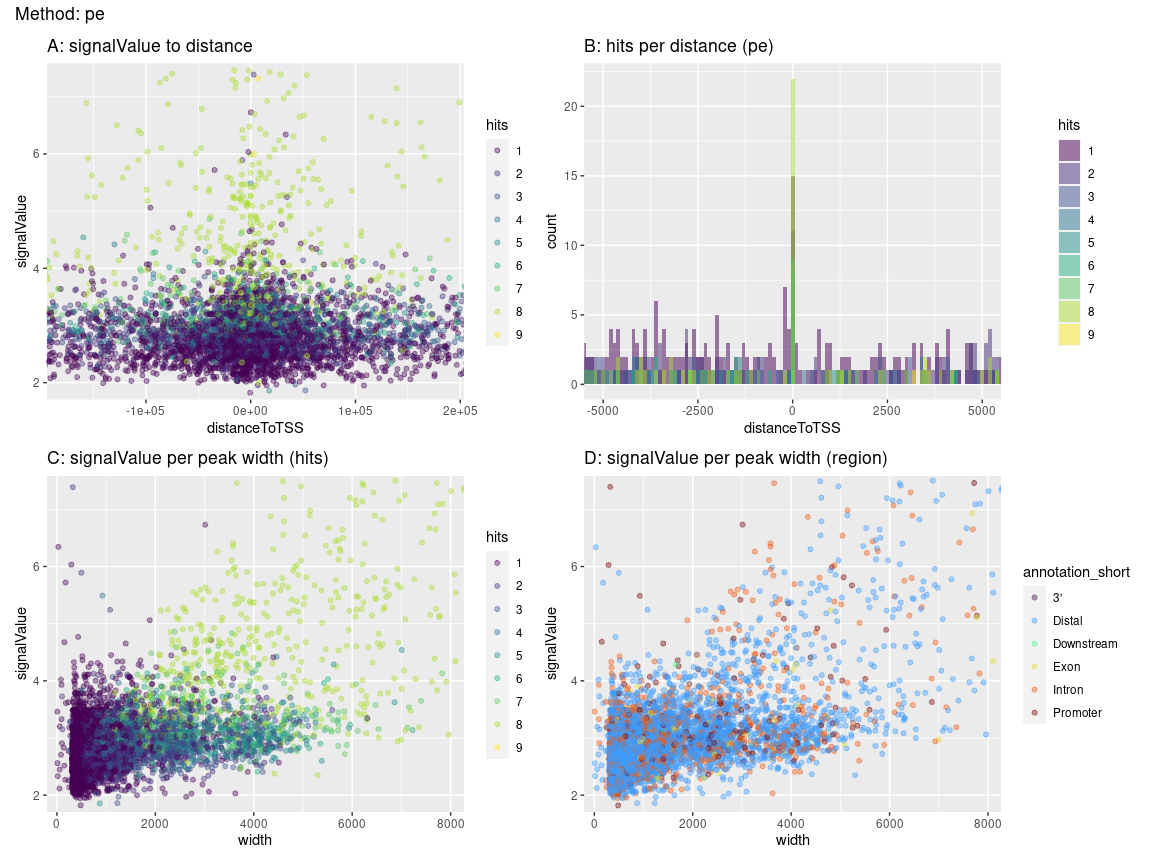 Method: pe
A: signalValue to distance
signalValue
6
4
2
-1e+05
0e+00
1e+05
2e+05
distanceToTSS
hits
1
2
3
4
5
6
7
8
9
B: hits per distance (pe)
count
20
15
10
5
0
-5000
-2500
0
2500
5000
distanceToTSS
hits
1
2
3
4
5
6
7
8
9
C: signalValue per peak width (hits)
signalValue
6
4
2
0
2000
4000
6000
8000
width
hits
1
2
3
4
5
6
7
8
9
D: signalValue per peak width (region)
signalValue
6
4
2
0
2000
4000
6000
8000
width
annotation_short
3'
Distal
Downstream
Exon
Intron
Promoter